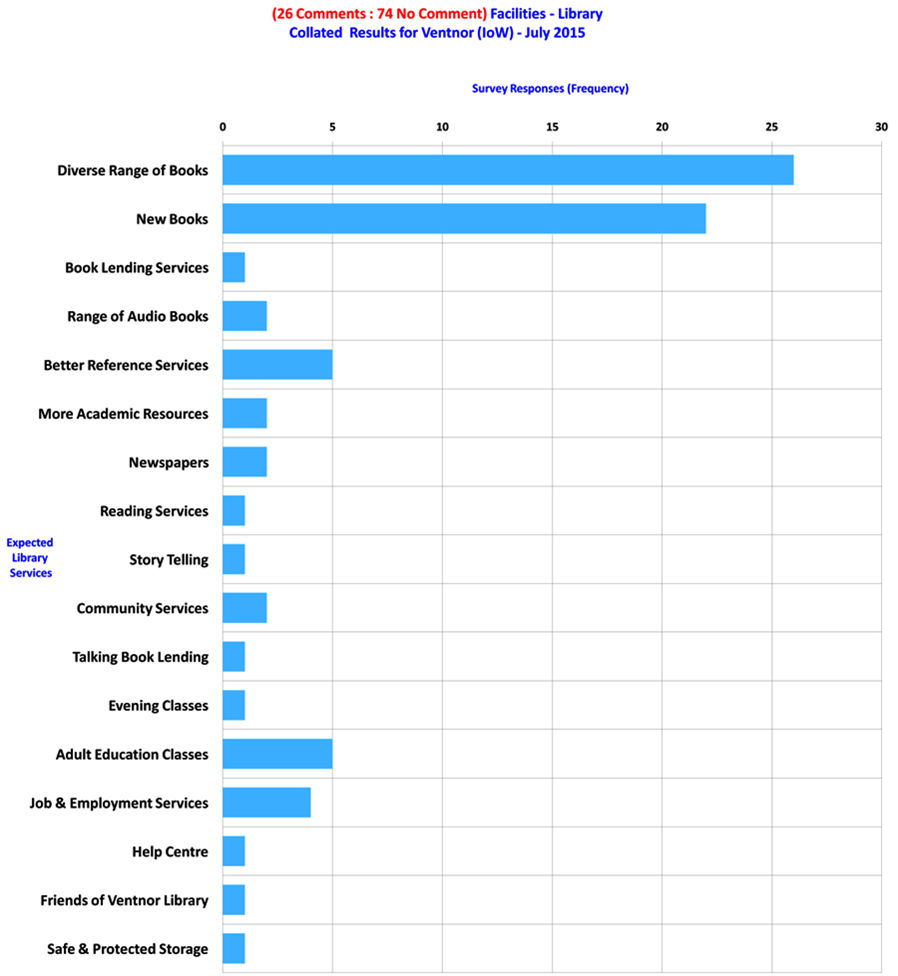 (26 Comments : 74 No Comment) Facilities - Library
Collated  Results for Ventnor (IoW) - July 2015
Survey Responses (Frequency)
0 5 10 15 20 25 30
Diverse Range of Books
New Books
Book Lending Services
Range of Audio Books
Better Reference Services
More Academic Resources
Newspapers
Reading Services
Expected
Library
Services
Story Telling
Community Services
Talking Book Lending
Evening Classes
Adult Education Classes
Job & Employment Services
Help Centre
Friends of Ventnor Library
Safe & Protected Storage